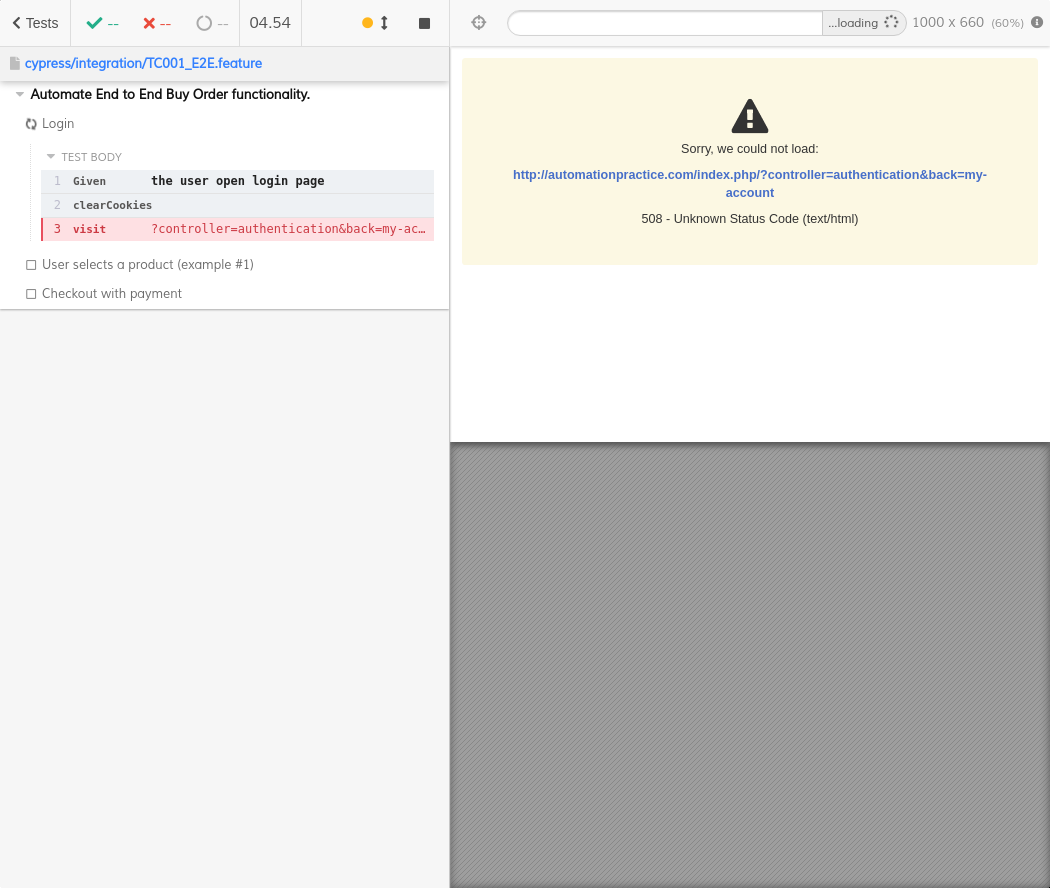 Tests -- -- -- 04.54
...loading 1000 x 660 (60%)
cypress/integration/TC001_E2E.feature
Automate End to End Buy Order functionality.
Login
TEST BODY
1 Given the user open login page
2 clearCookies
3 visit ?controller=authentication&back=my-ac…
User selects a product (example #1)
Checkout with payment
Sorry, we could not load:
http://automationpractice.com/index.php/?controller=authentication&back=my-
account
508 - Unknown Status Code (text/html)